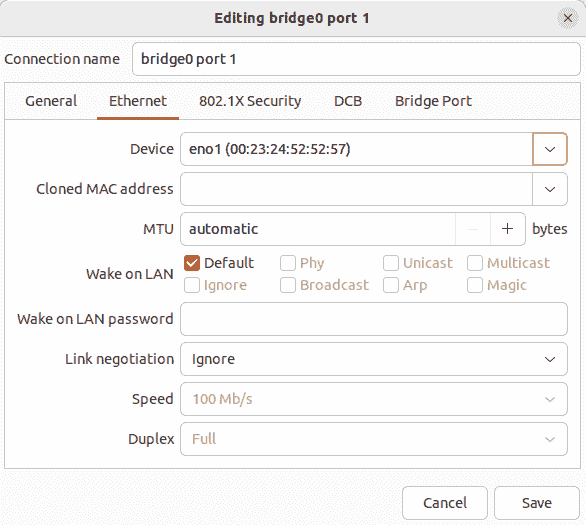 Editing bridge0 port 1
Connection name bridge0 port 1
General Ethernet 802.1X Security DCB Bridge Port
Device eno1 (00:23:24:52:52:57)
Cloned MAC address
MTU automatic bytes
Wake on LAN
Default Phy Unicast Multicast
Ignore Broadcast Arp Magic
Wake on LAN password
Link negotiation Ignore
Speed 100 Mb/s
Duplex Full
Cancel Save